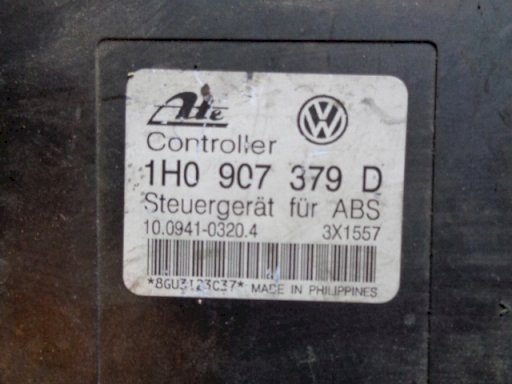 Ate
Controller
1H0 907 379 D
Steuergerät für ABS
10.0941-0320.4 3X1557
*8GU3123C37* MADE IN PHILIPPINES